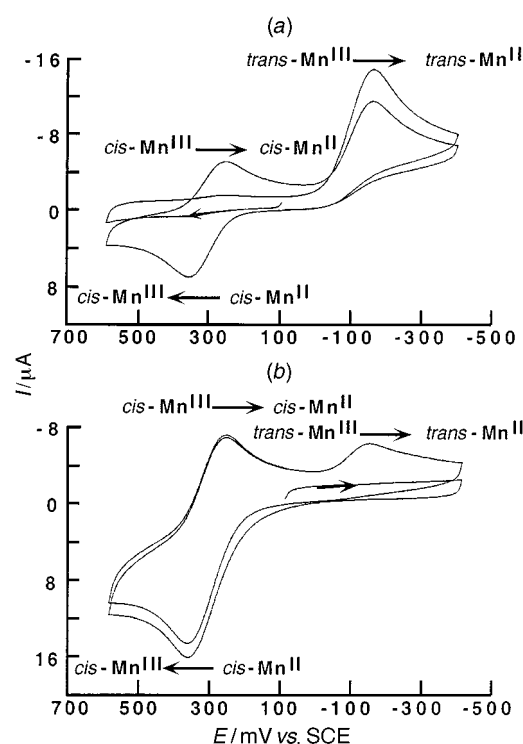 (a)
trans-MnIII → trans-MnII
cis-MnIII → cis-MnII
cis-MnIII ← cis-MnII
-16
-8
0
8
700 500 300 100 -100 -300 -500
I/µA
(b)
cis-MnIII → cis-MnII
trans-MnIII → trans-MnII
cis-MnIII ← cis-MnII
-8
0
8
16
700 500 300 100 -100 -300 -500
E/mV vs. SCE